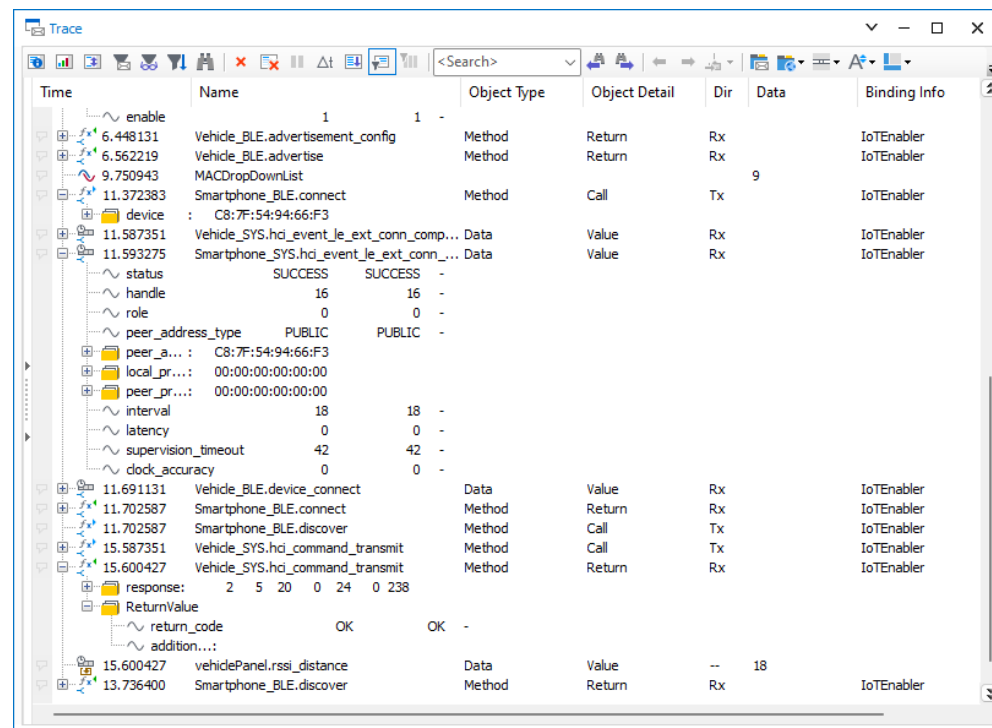 Trace
<Search>
Time Name Object Type Object Detail Dir Data Binding Info
enable 1 1 -
6.448131 Vehicle_BLE.advertisement_config Method Return Rx IoTEnabler
6.562219 Vehicle_BLE.advertise Method Return Rx IoTEnabler
9.750943 MACDropDownList 9
11.372383 Smartphone_BLE.connect Method Call Tx IoTEnabler
device : C8:7F:54:94:66:F3
11.587351 Vehicle_SYS.hci_event_le_ext_conn_comp... Data Value Rx IoTEnabler
11.593275 Smartphone_SYS.hci_event_le_ext_conn_... Data Value Rx IoTEnabler
status SUCCESS SUCCESS -
handle 16 16 -
role 0 0 -
peer_address_type PUBLIC PUBLIC -
peer_a... : C8:7F:54:94:66:F3
local_pr...: 00:00:00:00:00:00
peer_pr...: 00:00:00:00:00:00
interval 18 18 -
latency 0 0 -
supervision_timeout 42 42 -
clock_accuracy 0 0 -
11.691131 Vehicle_BLE.device_connect Data Value Rx IoTEnabler
11.702587 Smartphone_BLE.connect Method Return Rx IoTEnabler
11.702587 Smartphone_BLE.discover Method Call Tx IoTEnabler
15.587351 Vehicle_SYS.hci_command_transmit Method Call Tx IoTEnabler
15.600427 Vehicle_SYS.hci_command_transmit Method Return Rx IoTEnabler
response: 2 5 20 0 24 0 238
ReturnValue
return_code OK OK -
addition...:
15.600427 vehiclePanel.rssi_distance Data Value -- 18
13.736400 Smartphone_BLE.discover Method Return Rx IoTEnabler